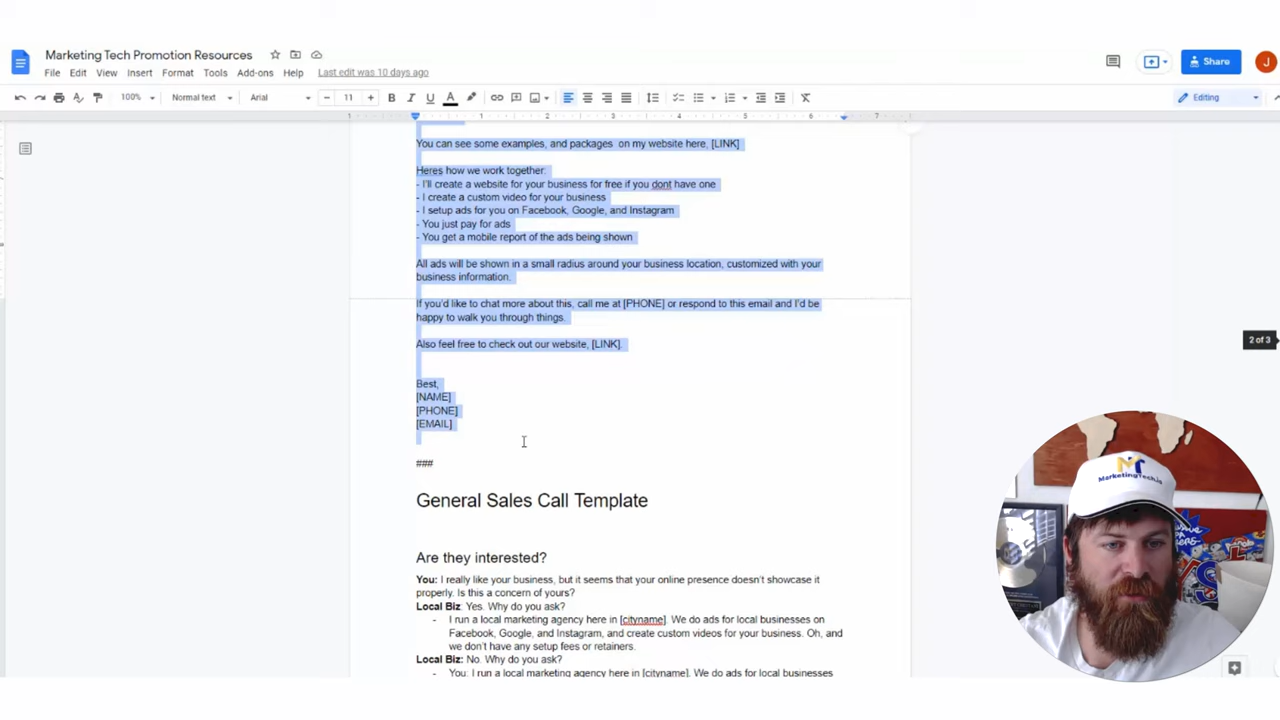 Marketing Tech Promotion Resources
File Edit View Insert Format Tools Add-ons Help Last edit was 10 days ago
Share
J
100% Normal text Arial 11 B I U A Editing
1 1 2 3 4 5 6 7
You can see some examples, and packages on my website here, [LINK]
Heres how we work together:
- I'll create a website for your business for free if you dont have one
- I create a custom video for your business
- I setup ads for you on Facebook, Google, and Instagram
- You just pay for ads
- You get a mobile report of the ads being shown
All ads will be shown in a small radius around your business location, customized with your
business information.
If you'd like to chat more about this, call me at [PHONE] or respond to this email and I'd be
happy to walk you through things.
Also feel free to check out our website, [LINK].
2 of 3
Best,
[NAME]
[PHONE]
[EMAIL]
###
General Sales Call Template
Are they interested?
You: I really like your business, but it seems that your online presence doesn't showcase it
properly. Is this a concern of yours?
Local Biz: Yes. Why do you ask?
- I run a local marketing agency here in [cityname]. We do ads for local businesses on
Facebook, Google, and Instagram, and create custom videos for your business. Oh, and
we don't have any setup fees or retainers.
Local Biz: No. Why do you ask?
- You: I run a local marketing agency here in [cityname]. We do ads for local businesses
MT
MarketingTech.io